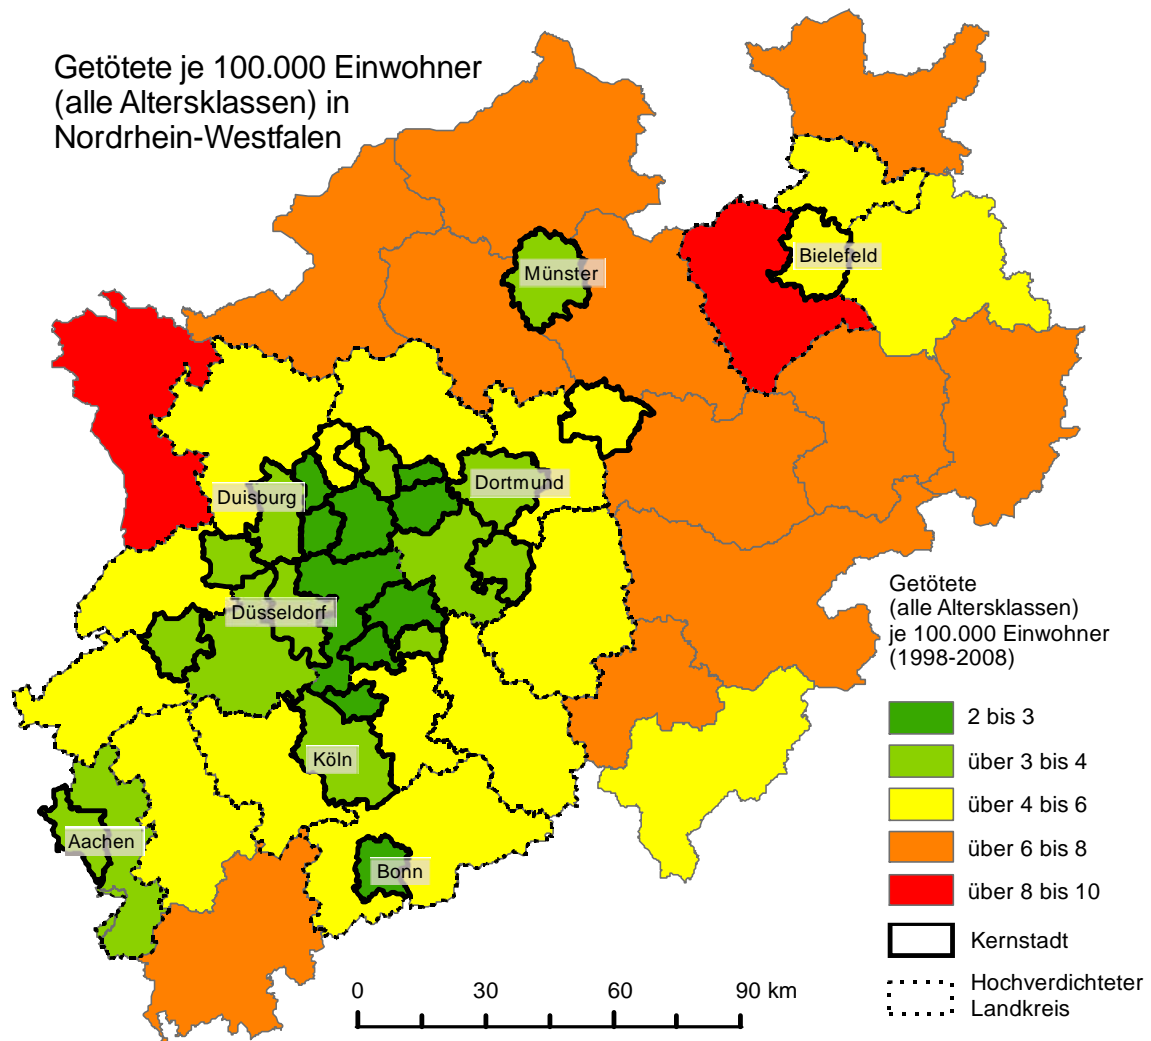 Getötete je 100.000 Einwohner
(alle Altersklassen) in
Nordrhein-Westfalen
Bielefeld
Münster
Duisburg
Dortmund
Düsseldorf
Köln
Aachen
Bonn
Getötete
(alle Altersklassen)
je 100.000 Einwohner
(1998-2008)
2 bis 3
über 3 bis 4
über 4 bis 6
über 6 bis 8
über 8 bis 10
Kernstadt
Hochverdichteter
Landkreis
0 30 60 90 km